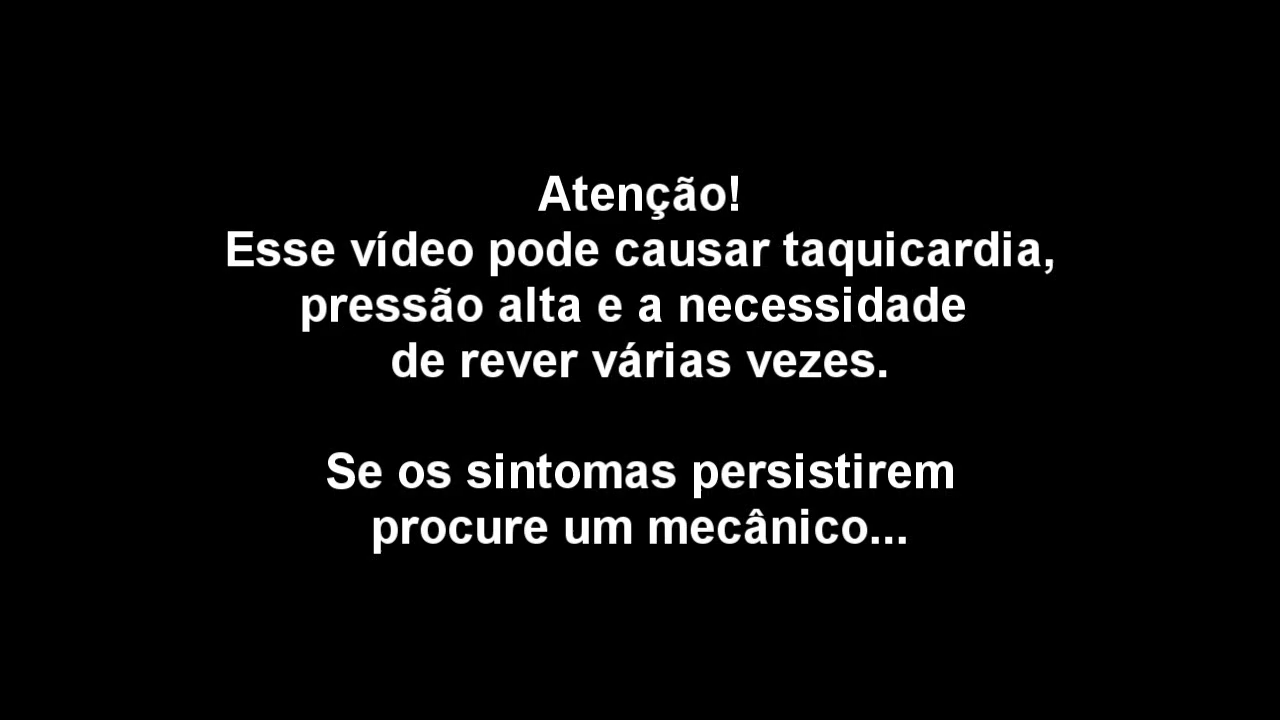 Atenção!
Esse vídeo pode causar taquicardia,
pressão alta e a necessidade
de rever várias vezes.
Se os sintomas persistirem
procure um mecânico...